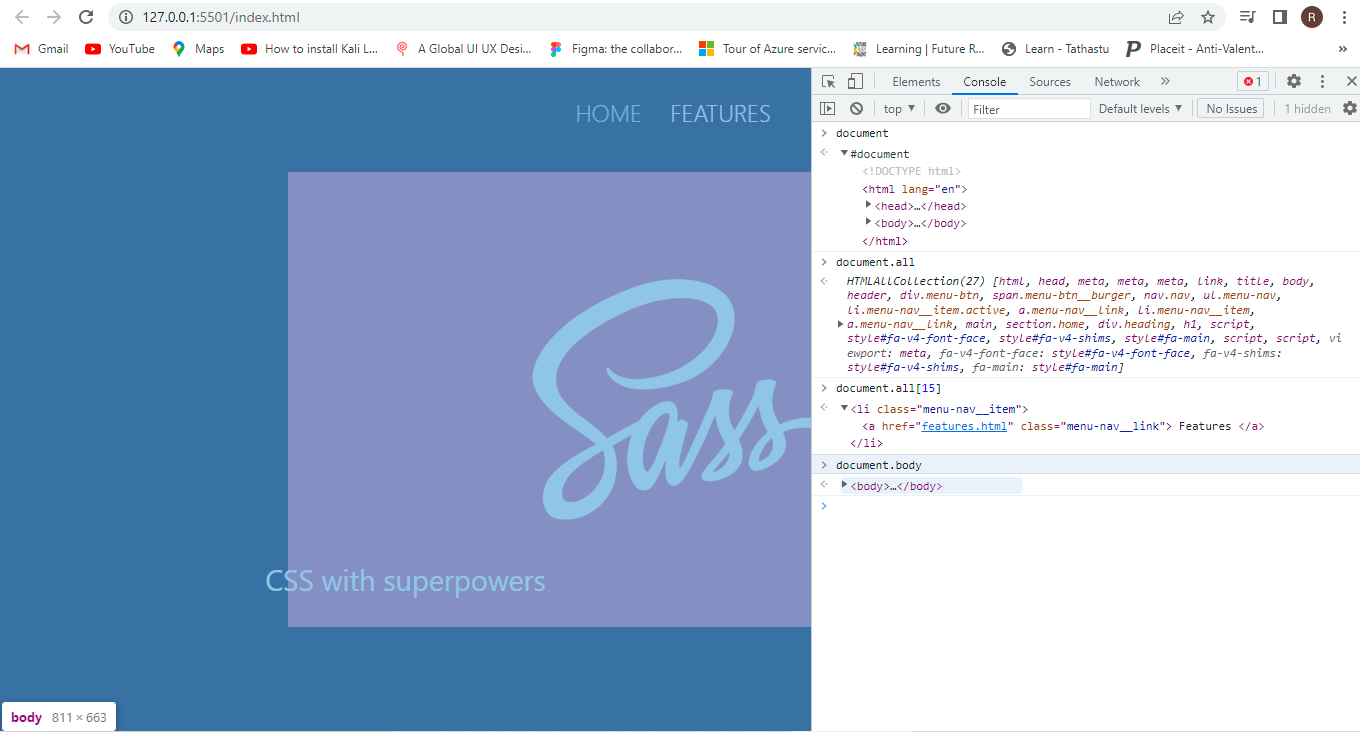 127.0.0.1:5501/index.html
R
Gmail YouTube Maps How to install Kali L... A Global UI UX Desi... Figma: the collabor... Tour of Azure servic... Learning | Future R... Learn - Tathastu Placeit - Anti-Valent... »
HOME FEATURES
Sass
CSS with superpowers
body 811 × 663
Elements Console Sources Network » 1
top ▼ Filter Default levels ▼ No Issues 1 hidden
document
#document
<!DOCTYPE html>
<html lang="en">
<head>…</head>
<body>…</body>
</html>
document.all
HTMLAllCollection(27) [html, head, meta, meta, meta, link, title, body,
header, div.menu-btn, span.menu-btn__burger, nav.nav, ul.menu-nav,
li.menu-nav__item.active, a.menu-nav__link, li.menu-nav__item,
a.menu-nav__link, main, section.home, div.heading, h1, script,
style#fa-v4-font-face, style#fa-v4-shims, style#fa-main, script, script, vi
ewport: meta, fa-v4-font-face: style#fa-v4-font-face, fa-v4-shims:
style#fa-v4-shims, fa-main: style#fa-main]
document.all[15]
<li class="menu-nav__item">
<a href="features.html" class="menu-nav__link"> Features </a>
</li>
document.body
<body>…</body>